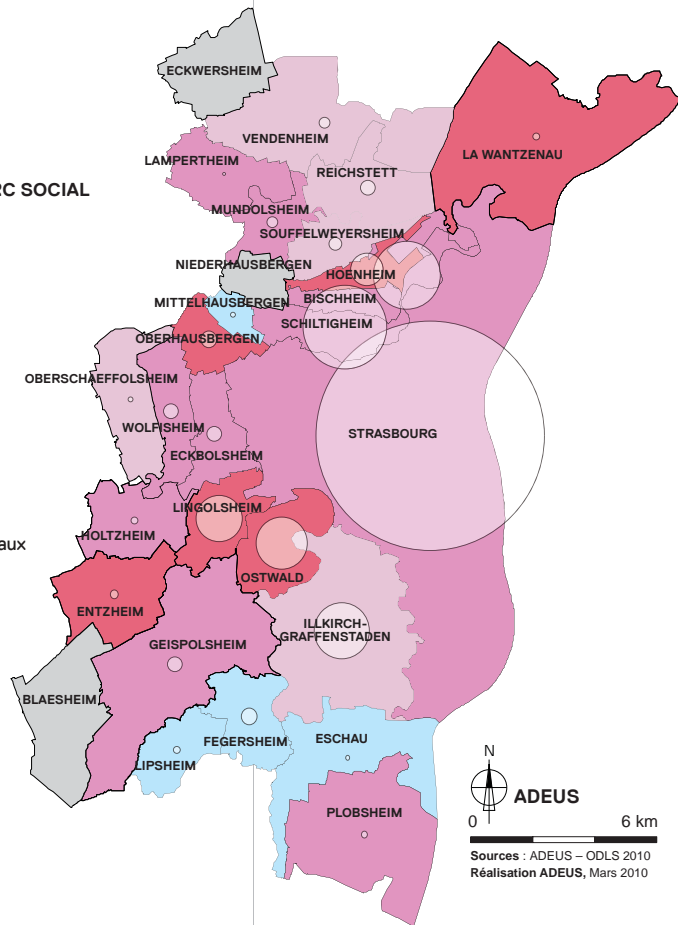 ECKWERSHEIM
VENDENHEIM
LA WANTZENAU
LAMPERTHEIM
REICHSTETT
RC SOCIAL
MUNDOLSHEIM
SOUFFELWEYERSHEIM
NIEDERHAUSBERGEN
HOENHEIM
MITTELHAUSBERGEN
BISCHHEIM
SCHILTIGHEIM
OBERHAUSBERGEN
OBERSCHAEFFOLSHEIM
WOLFISHEIM
STRASBOURG
ECKBOLSHEIM
LINGOLSHEIM
HOLTZHEIM
aux
OSTWALD
ENTZHEIM
ILLKIRCH-
GRAFFENSTADEN
GEISPOLSHEIM
BLAESHEIM
FEGERSHEIM
ESCHAU
LIPSHEIM
N
ADEUS
PLOBSHEIM
0 6 km
Sources : ADEUS – ODLS 2010
Réalisation ADEUS, Mars 2010